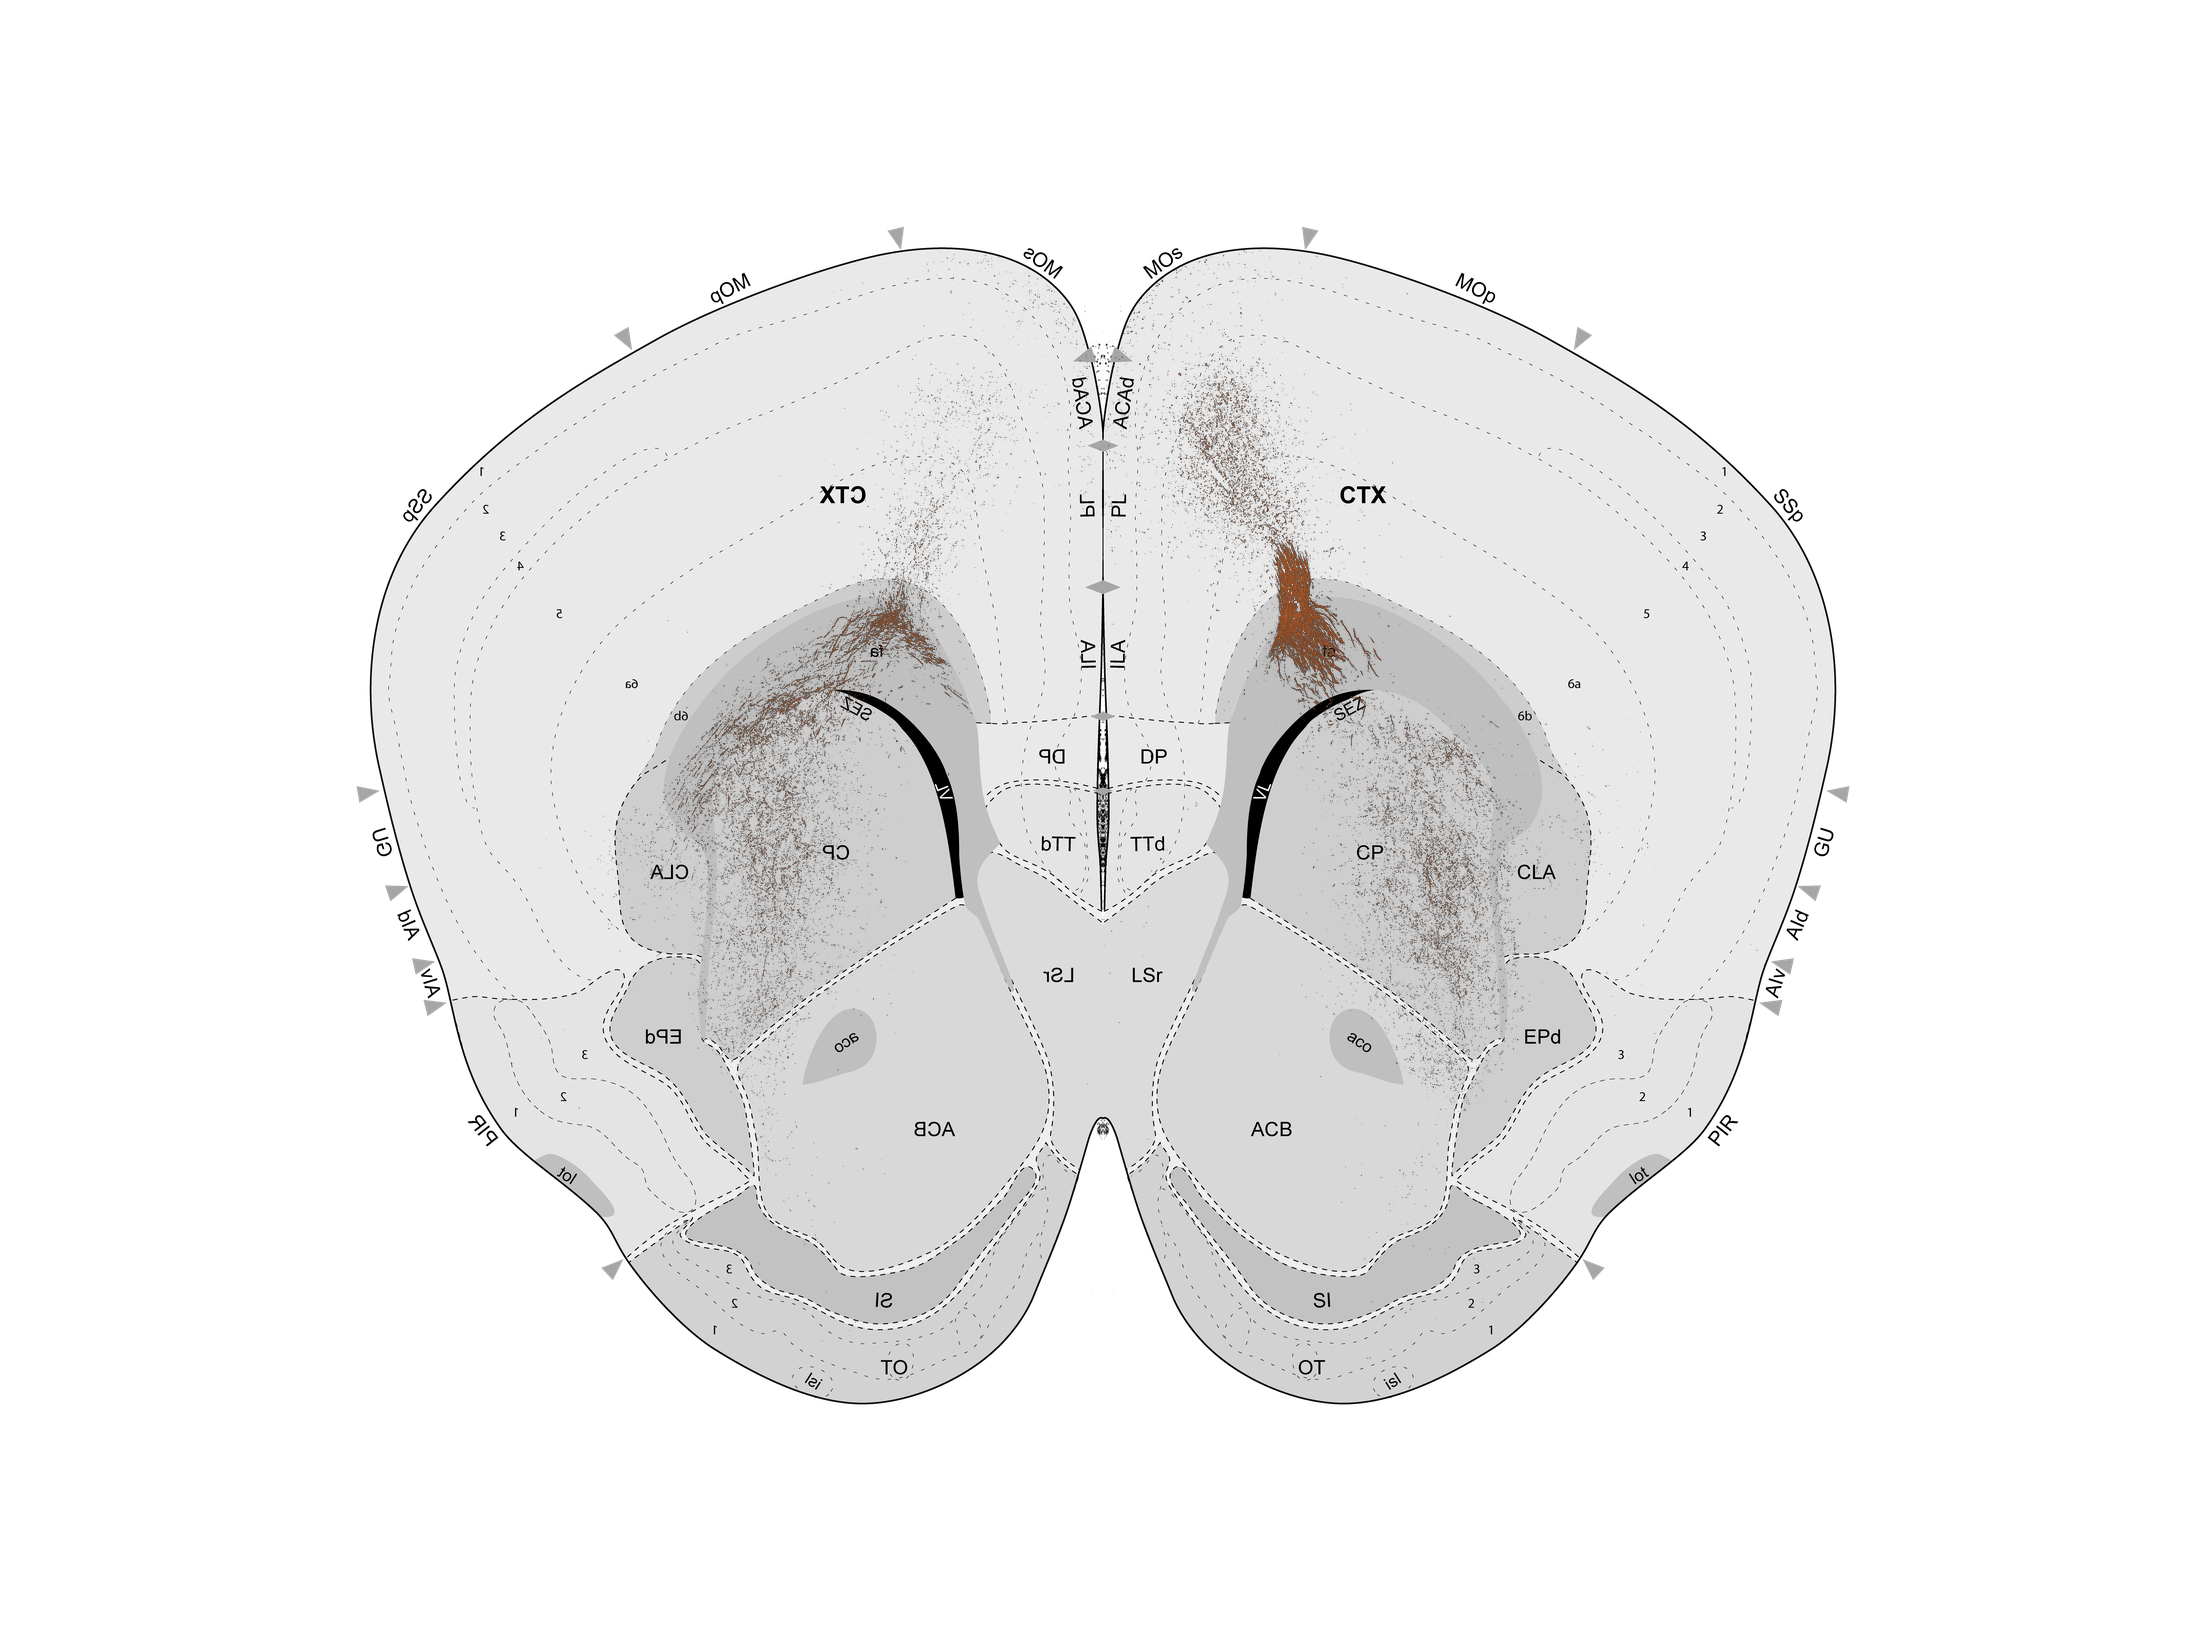 MOs MOs
MOp MOp
ACAd ACAd
1 1
CTX CTX
PL PL
SSp SSp
2 2
3 3
4 4
5 5
fa
ILA ILA
6a 6a
6b 6b
SEZ SEZ
DP DP
VL VL
GU GU
TTd TTd
CP CP
CLA CLA
AId AId
LSr LSr
AIv AIv
EPd EPd
aco aco
3 3
2 2
1 1
ACB ACB
PIR PIR
lot lot
3 3
SI SI
2 2
1 1
OT OT
isl isl